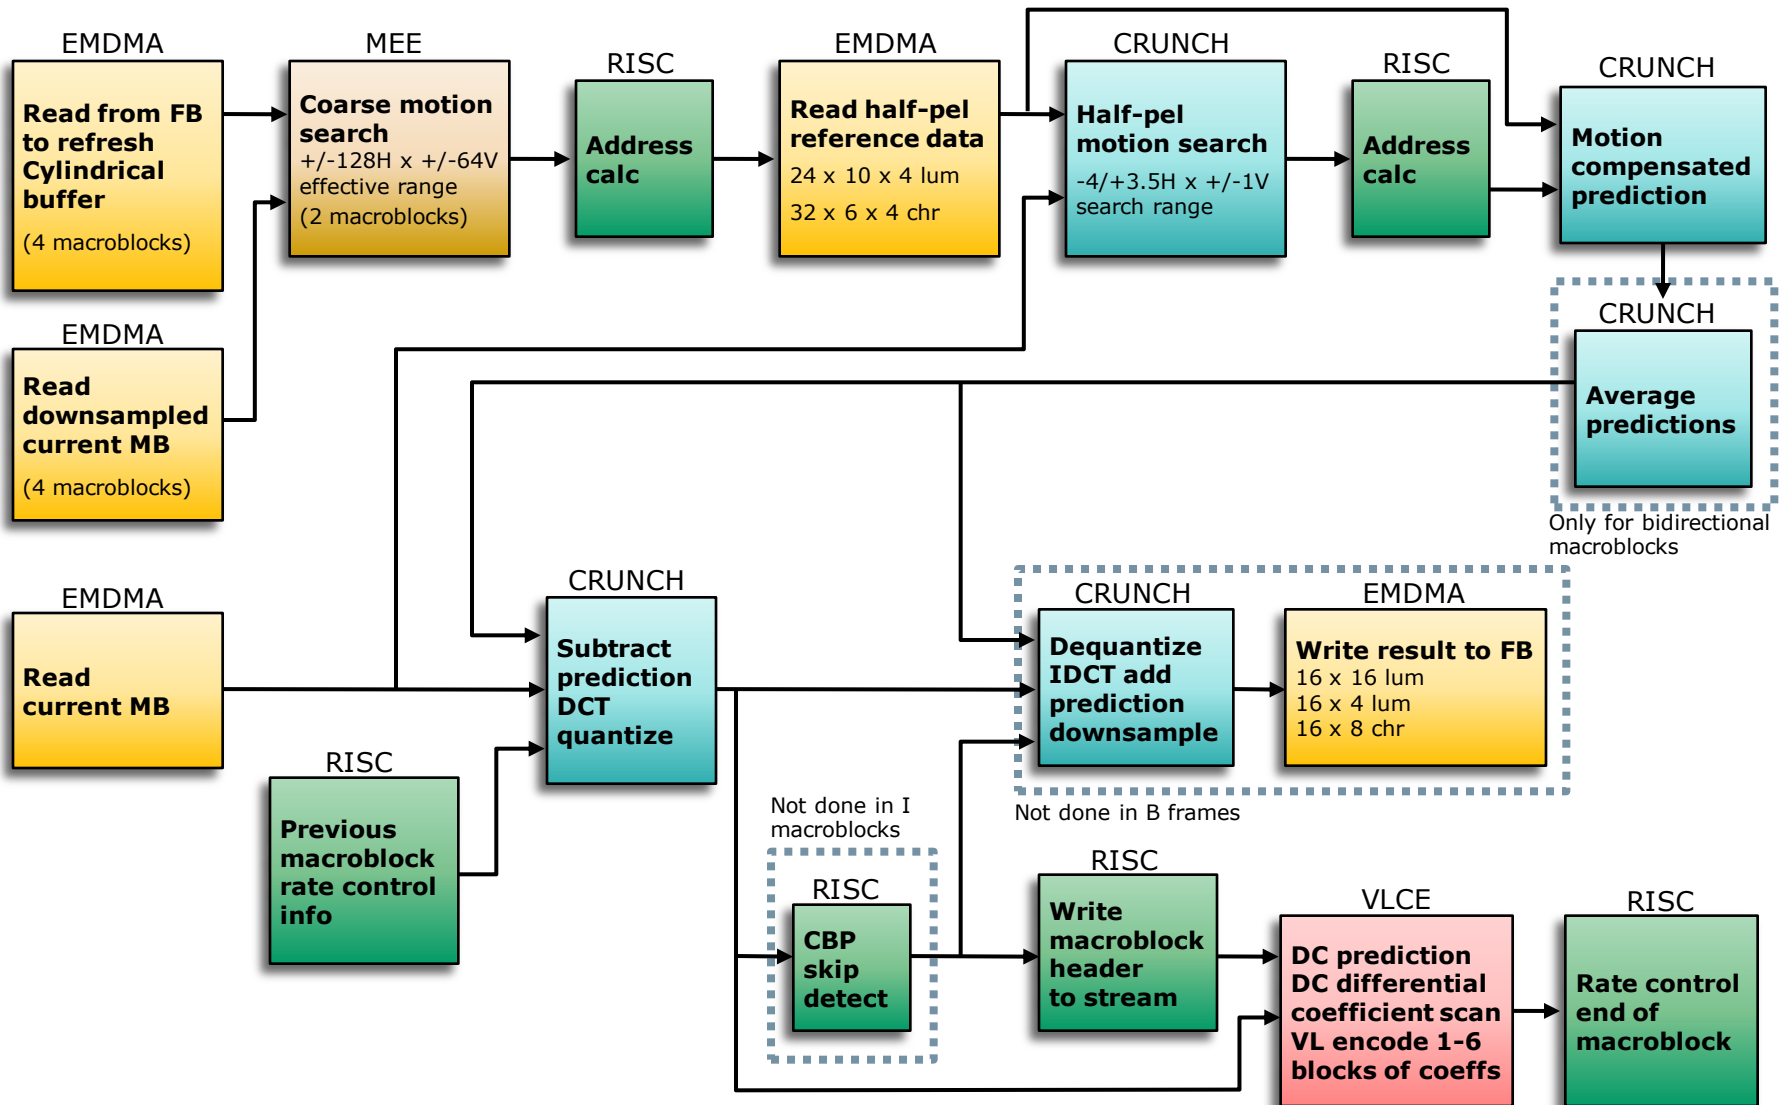 EMDMA
Read from FB
to refresh
Cylindrical
buffer
(4 macroblocks)
MEE
Coarse motion
search
+/-128H x +/-64V
effective range
(2 macroblocks)
RISC
Address
calc
EMDMA
Read half-pel
reference data
24 x 10 x 4 lum
32 x 6 x 4 chr
CRUNCH
Half-pel
motion search
-4/+3.5H x +/-1V
search range
RISC
Address
calc
CRUNCH
Motion
compensated
prediction
EMDMA
Read
downsampled
current MB
(4 macroblocks)
CRUNCH
Average
predictions
Only for bidirectional
macroblocks
EMDMA
Read
current MB
CRUNCH
Subtract
prediction
DCT
quantize
CRUNCH
Dequantize
IDCT add
prediction
downsample
EMDMA
Write result to FB
16 x 16 lum
16 x 4 lum
16 x 8 chr
Not done in B frames
RISC
Previous
macroblock
rate control
info
Not done in I
macroblocks
RISC
CBP
skip
detect
RISC
Write
macroblock
header
to stream
VLCE
DC prediction
DC differential
coefficient scan
VL encode 1-6
blocks of coeffs
RISC
Rate control
end of
macroblock